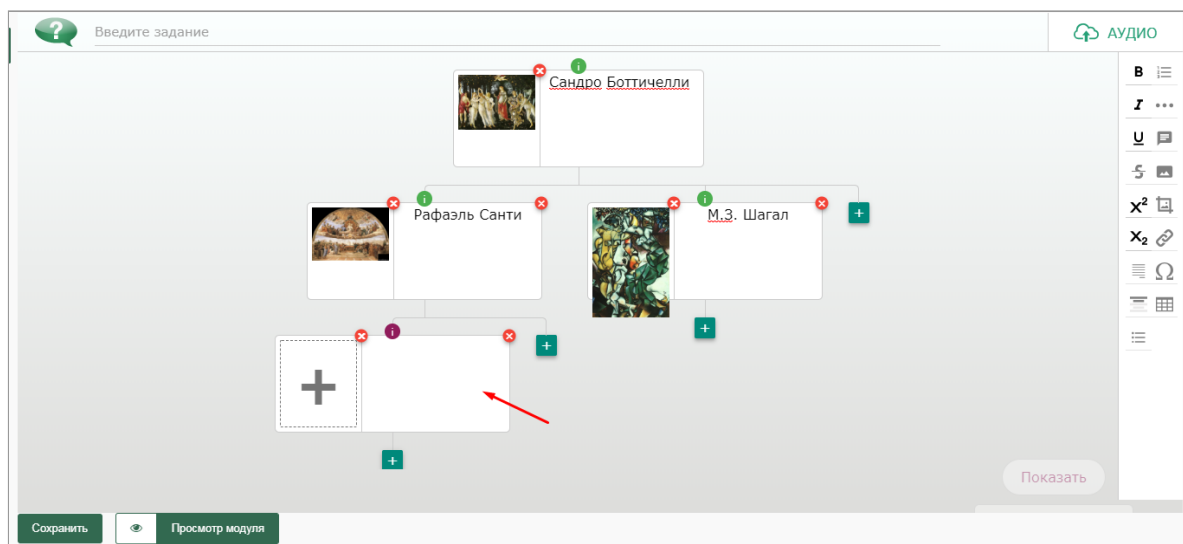 ?
Введите задание
АУДИО
Сандро Боттичелли
Рафаэль Санти
М.З. Шагал
Показать
Сохранить
Просмотр модуля